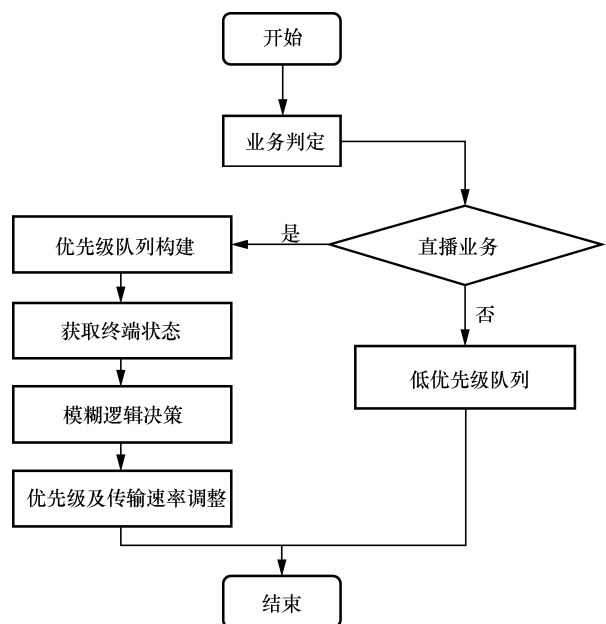 开始
业务判定
是
优先级队列构建
直播业务
获取终端状态
否
低优先级队列
模糊逻辑决策
优先级及传输速率调整
结束